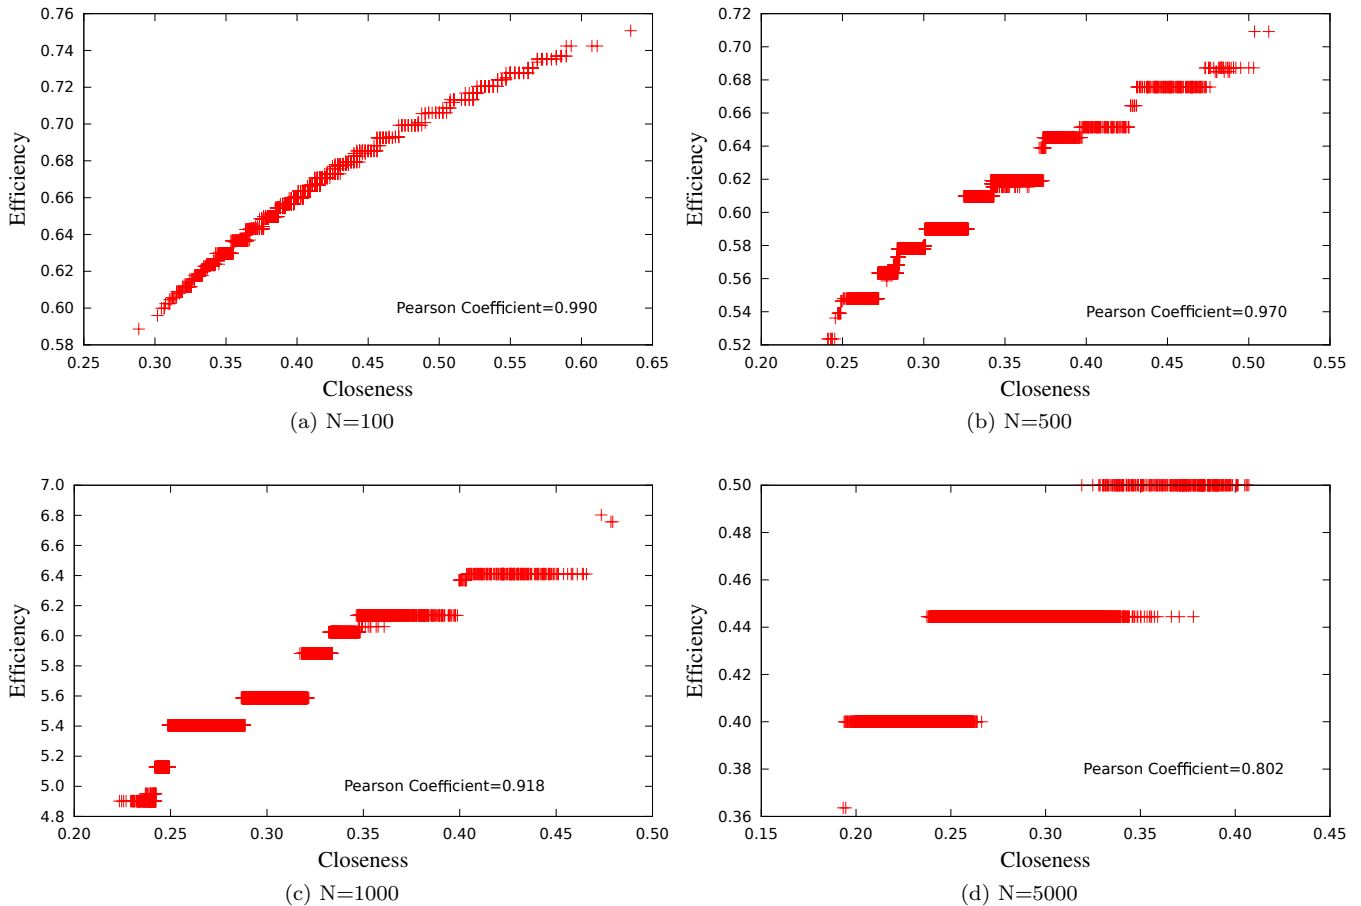 0.76
0.74
0.72
0.70
0.68
0.66
0.64
0.62
0.60
0.58
Efficiency
Pearson Coefficient=0.990
0.25 0.30 0.35 0.40 0.45 0.50 0.55 0.60 0.65
Closeness
(a) N=100
0.72
0.70
0.68
0.66
0.64
0.62
0.60
0.58
0.56
0.54
0.52
Efficiency
Pearson Coefficient=0.970
0.20 0.25 0.30 0.35 0.40 0.45 0.50 0.55
Closeness
(b) N=500
7.0
6.8
6.6
6.4
6.2
6.0
5.8
5.6
5.4
5.2
5.0
4.8
Efficiency
Pearson Coefficient=0.918
0.20 0.25 0.30 0.35 0.40 0.45 0.50
Closeness
(c) N=1000
0.50
0.48
0.46
0.44
0.42
0.40
0.38
0.36
Efficiency
Pearson Coefficient=0.802
0.15 0.20 0.25 0.30 0.35 0.40 0.45
Closeness
(d) N=5000